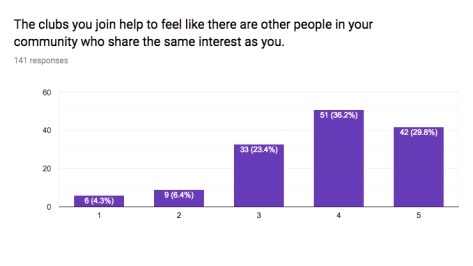 The clubs you join help to feel like there are other people in your
community who share the same interest as you.
141 responses
60
40
20
0
6 (4.3%)
9 (6.4%)
33 (23.4%)
51 (36.2%)
42 (29.8%)
1 2 3 4 5